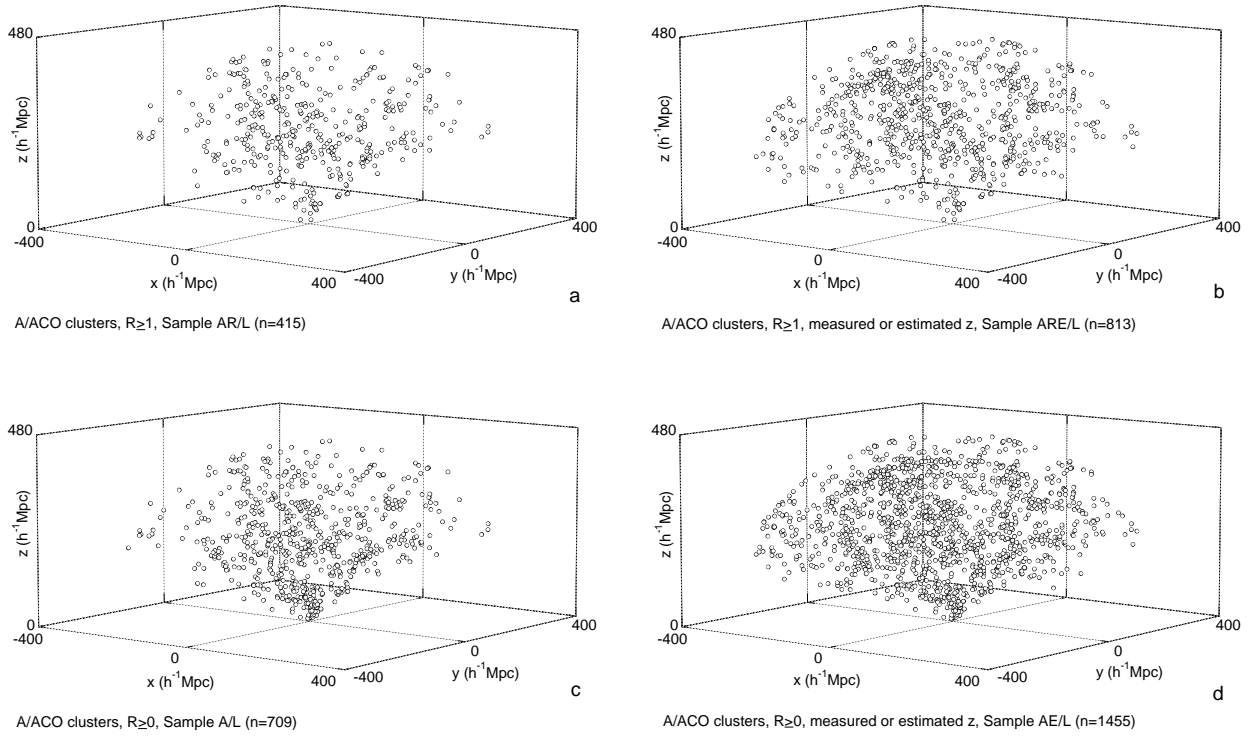 480
z (h⁻¹Mpc)
0
-400
0
x (h⁻¹Mpc)
400
-400
0
y (h⁻¹Mpc)
400
a
A/ACO clusters, R≥1, Sample AR/L (n=415)
480
z (h⁻¹Mpc)
0
-400
0
x (h⁻¹Mpc)
400
-400
0
y (h⁻¹Mpc)
400
b
A/ACO clusters, R≥1, measured or estimated z, Sample ARE/L (n=813)
480
z (h⁻¹Mpc)
0
-400
0
x (h⁻¹Mpc)
400
-400
0
y (h⁻¹Mpc)
400
c
A/ACO clusters, R≥0, Sample A/L (n=709)
480
z (h⁻¹Mpc)
0
-400
0
x (h⁻¹Mpc)
400
-400
0
y (h⁻¹Mpc)
400
d
A/ACO clusters, R≥0, measured or estimated z, Sample AE/L (n=1455)